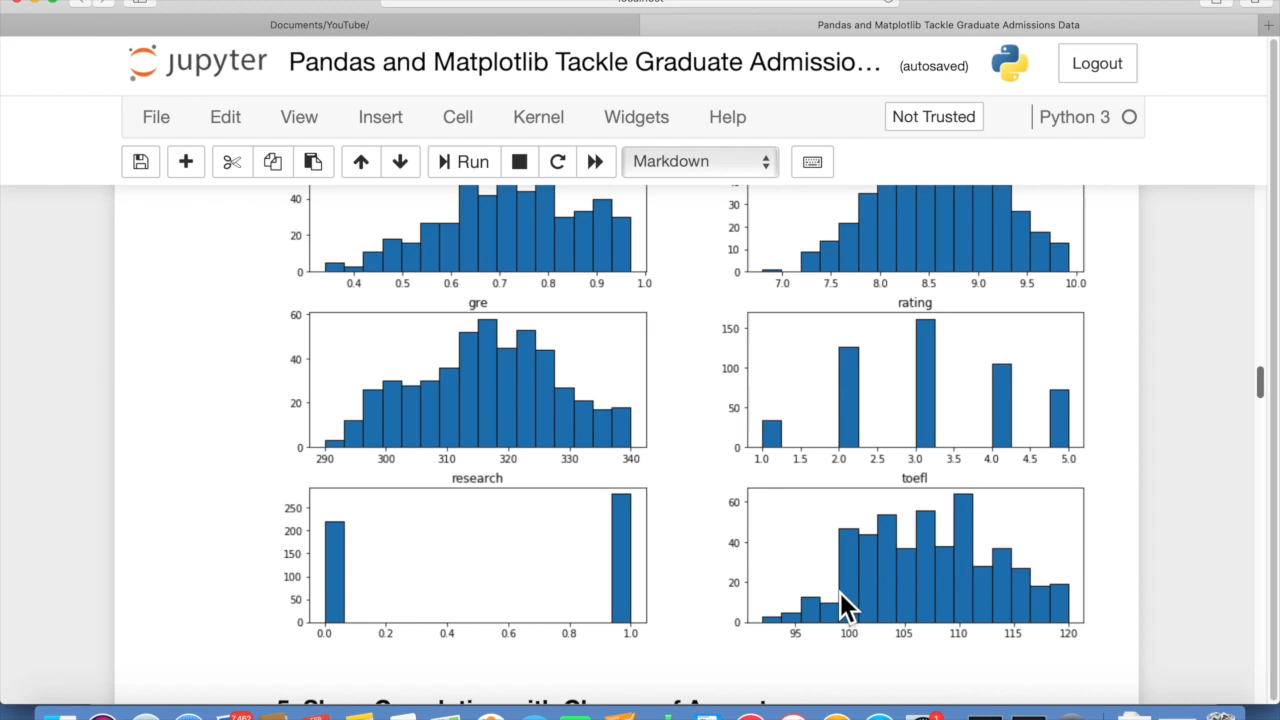 Documents/YouTube/
Pandas and Matplotlib Tackle Graduate Admissions Data
jupyter Pandas and Matplotlib Tackle Graduate Admissio… (autosaved) Logout
File Edit View Insert Cell Kernel Widgets Help Not Trusted Python 3
Run Markdown
40 20 0
0.4 0.5 0.6 0.7 0.8 0.9 1.0
30 20 10 0
7.0 7.5 8.0 8.5 9.0 9.5 10.0
gre
60 40 20 0
290 300 310 320 330 340
rating
150 100 50 0
1.0 1.5 2.0 2.5 3.0 3.5 4.0 4.5 5.0
research
250 200 150 100 50 0
0.0 0.2 0.4 0.6 0.8 1.0
toefl
60 40 20 0
95 100 105 110 115 120